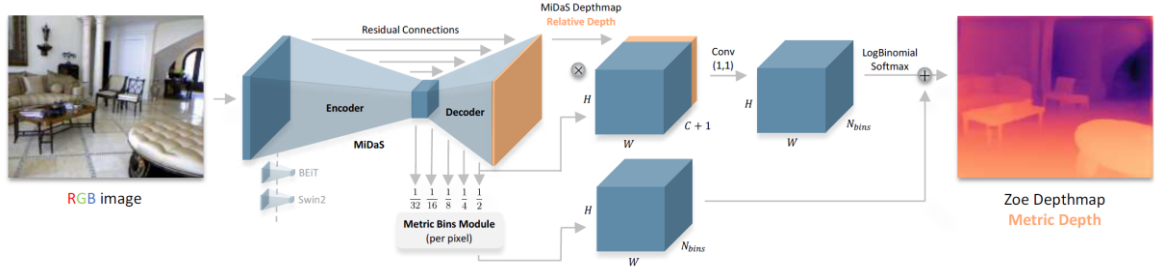 RGB image
Residual Connections
Encoder
Decoder
MiDaS
BEiT
Swin2
1/32 1/16 1/8 1/4 1/2
Metric Bins Module
(per pixel)
MiDaS Depthmap
Relative Depth
×
H
W
C + 1
Conv
(1,1)
H
W
N_bins
LogBinomial
Softmax
+
H
W
N_bins
Zoe Depthmap
Metric Depth